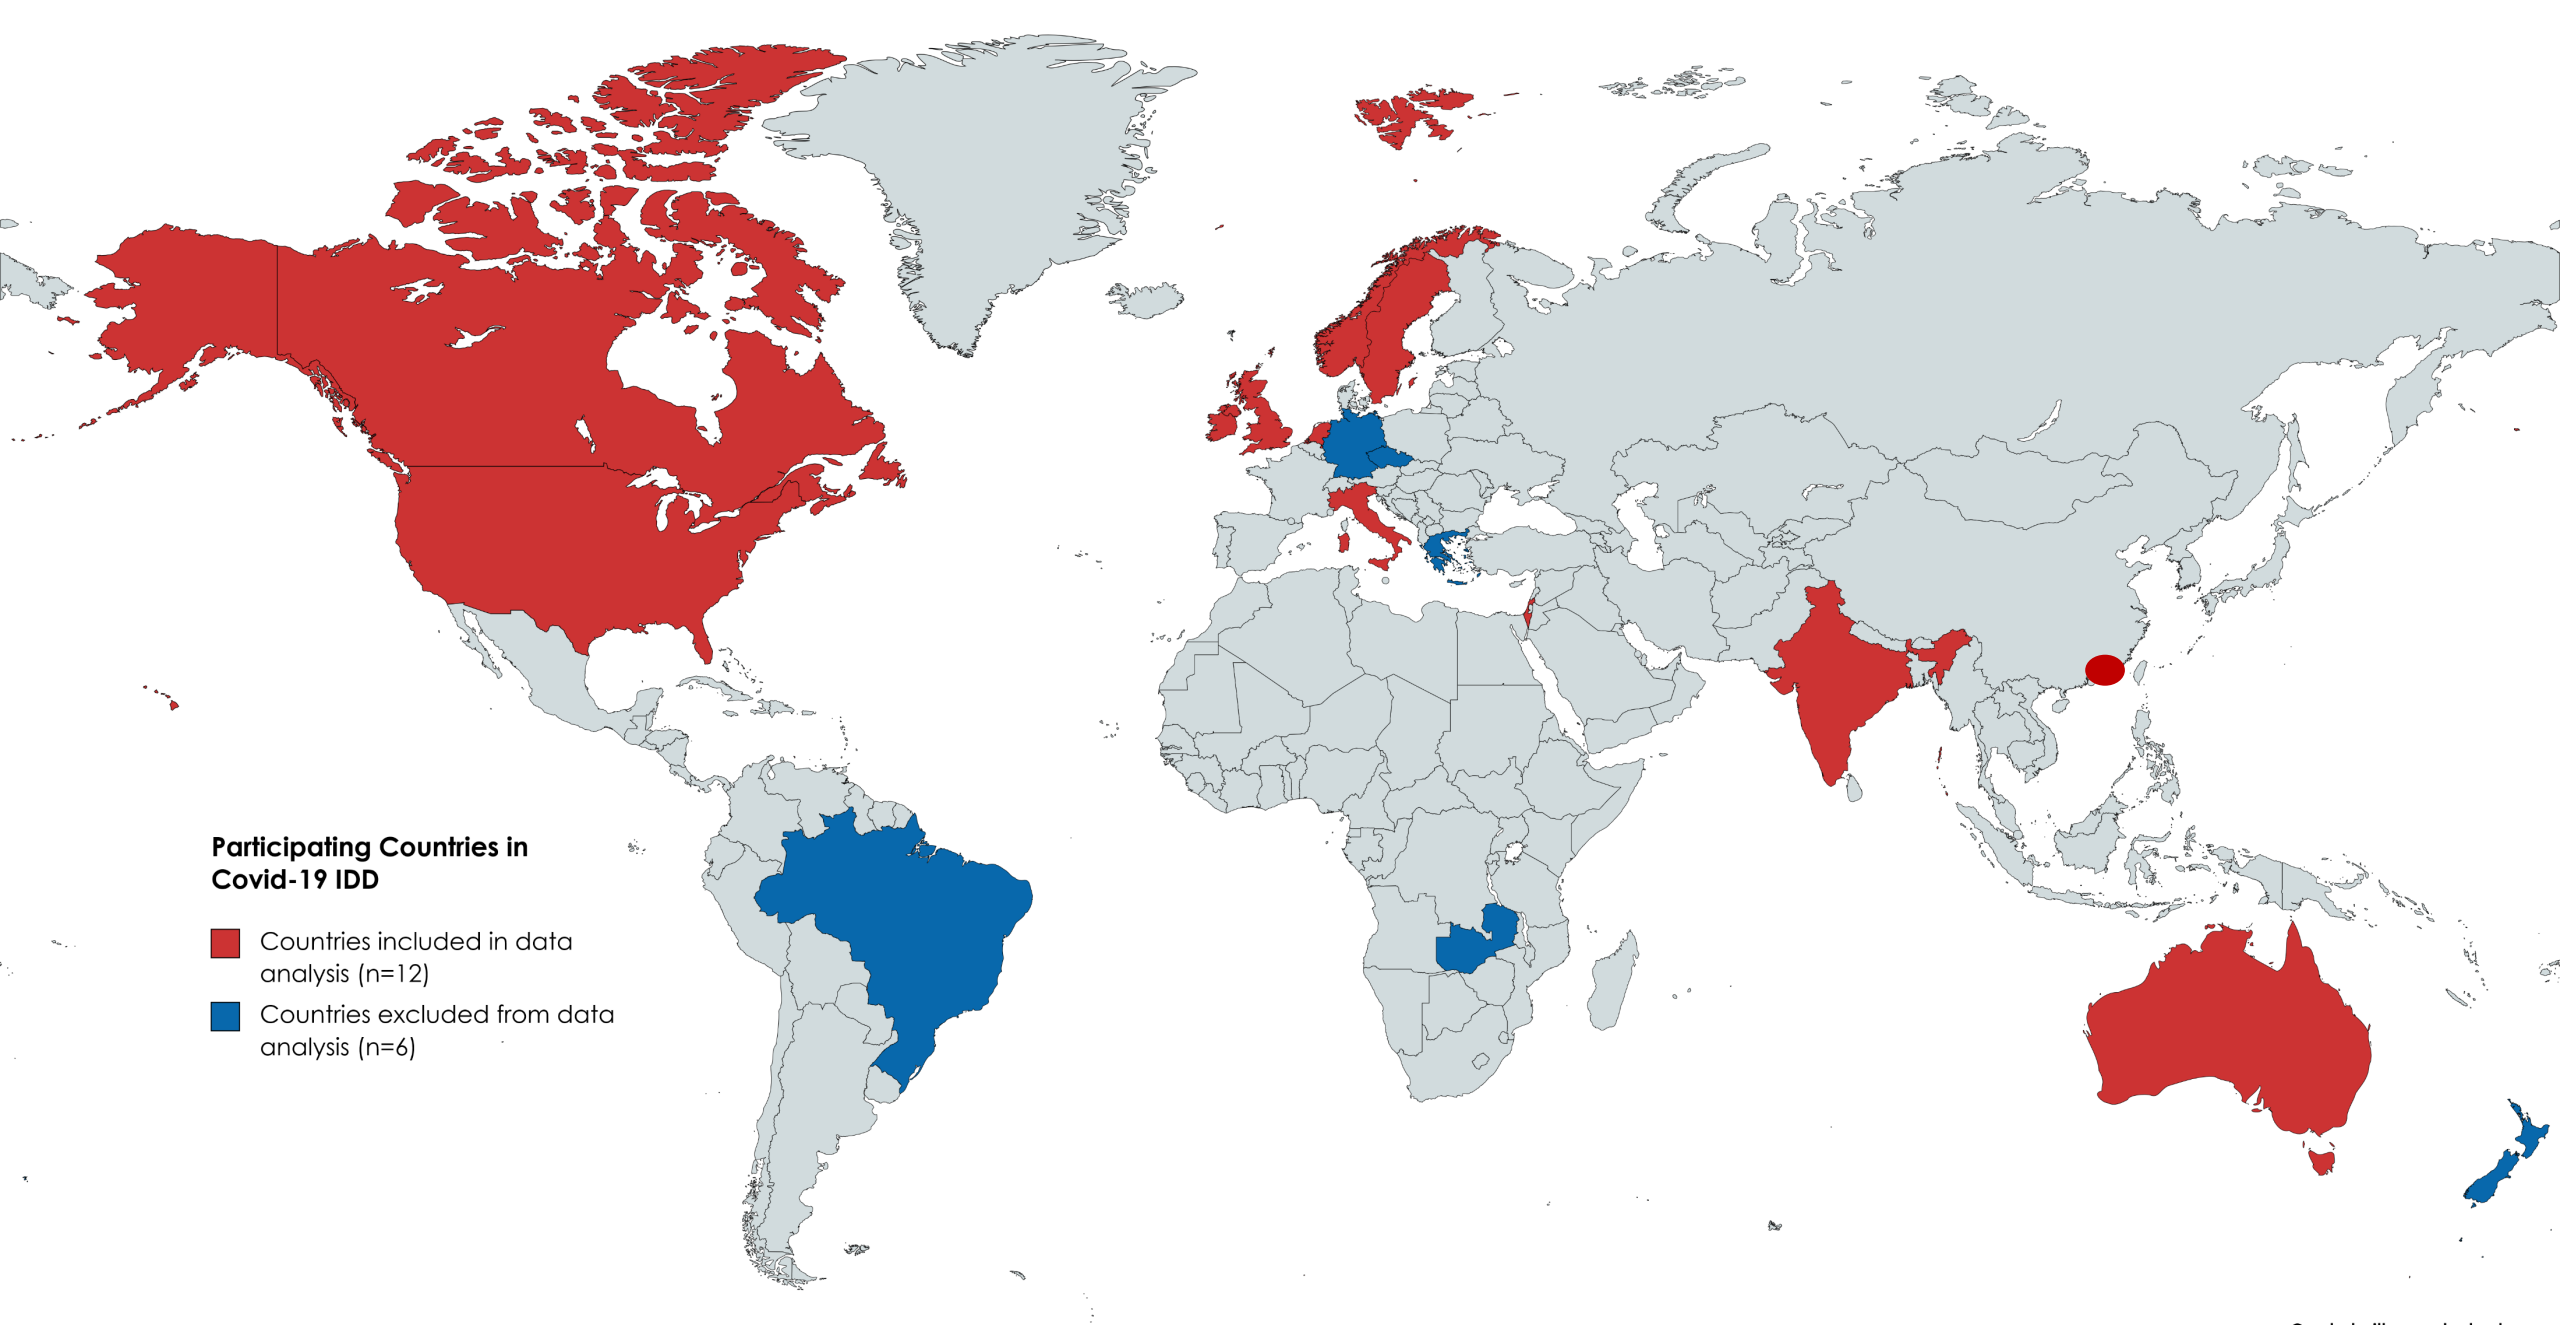 Participating Countries in
Covid-19 IDD
Countries included in data
analysis (n=12)
Countries excluded from data
analysis (n=6)